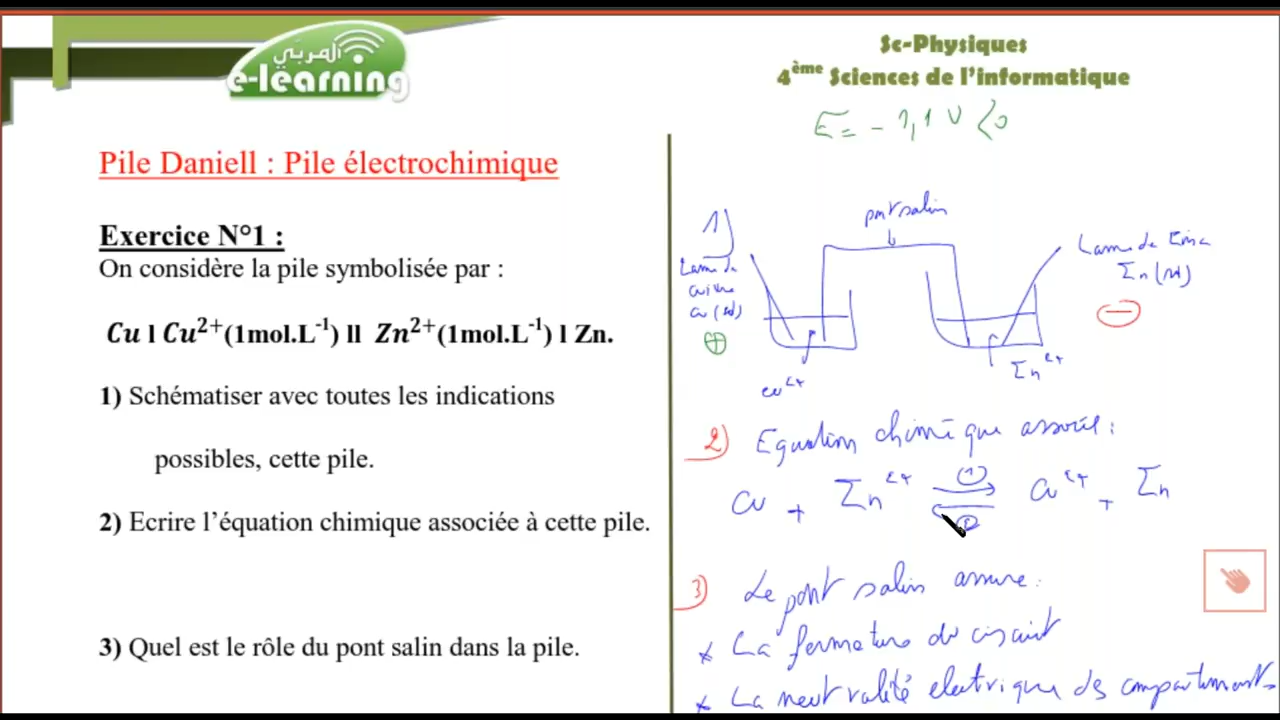 العربي
e-learning
Sc-Physiques
4ème Sciences de l'informatique
E = - 1,1 V < 0
Pile Daniell : Pile électrochimique
Exercice N°1 :
On considère la pile symbolisée par :
Cu l Cu²⁺(1mol.L⁻¹) ll Zn²⁺(1mol.L⁻¹) l Zn.
1) Schématiser avec toutes les indications
possibles, cette pile.
2) Ecrire l'équation chimique associée à cette pile.
3) Quel est le rôle du pont salin dans la pile.
1)
pont salin
Lame de
cuivre
Cu (sd)
+
Lame de Zinc
Zn (sd)
−
Cu²⁺
Zn²⁺
2) Equation chimique associée :
Cu + Zn²⁺ (1) ⇌ (2) Cu²⁺ + Zn
3) Le pont salin assure :
* La fermeture du circuit
* La neutralité electrique des compartiments